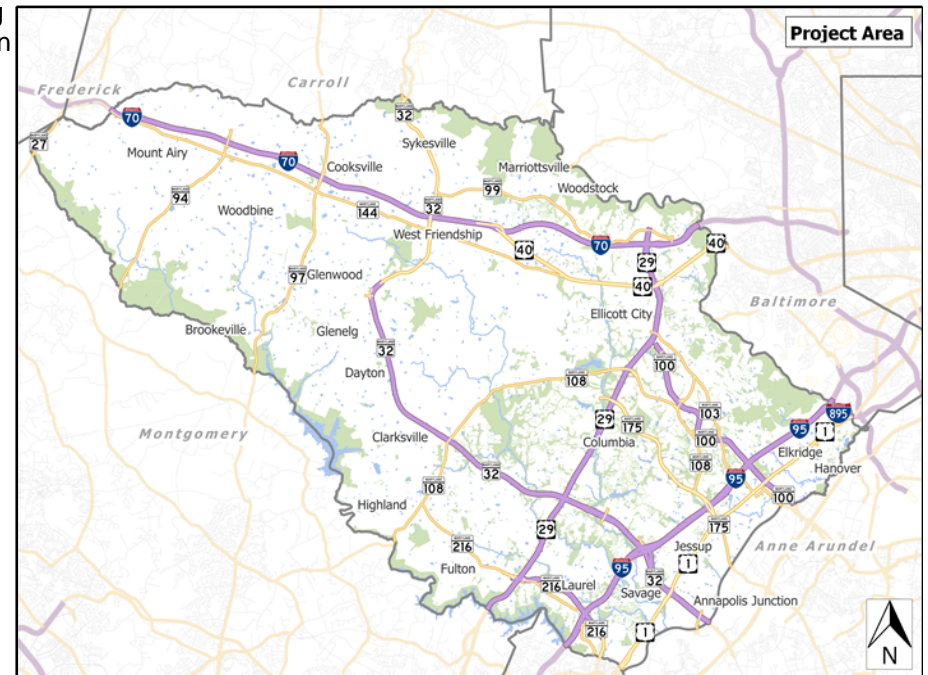 g
n
Project Area
Carroll
Frederick
70
32
27
Mount Airy
Sykesville
70
Cooksville
Marriottsville
99
Woodstock
94
Woodbine
144
32
West Friendship
40
70
40
29
97
Glenwood
40
Baltimore
Ellicott City
Brookeville
Glenelg
32
100
Dayton
108
895
103
29
175
95
1
Montgomery
Clarksville
Columbia
100
Elkridge
108
Hanover
32
95
108
100
Highland
175
29
Anne Arundel
216
Jessup
1
Fulton
95
32
216
Laurel
Savage
Annapolis Junction
216
1
N